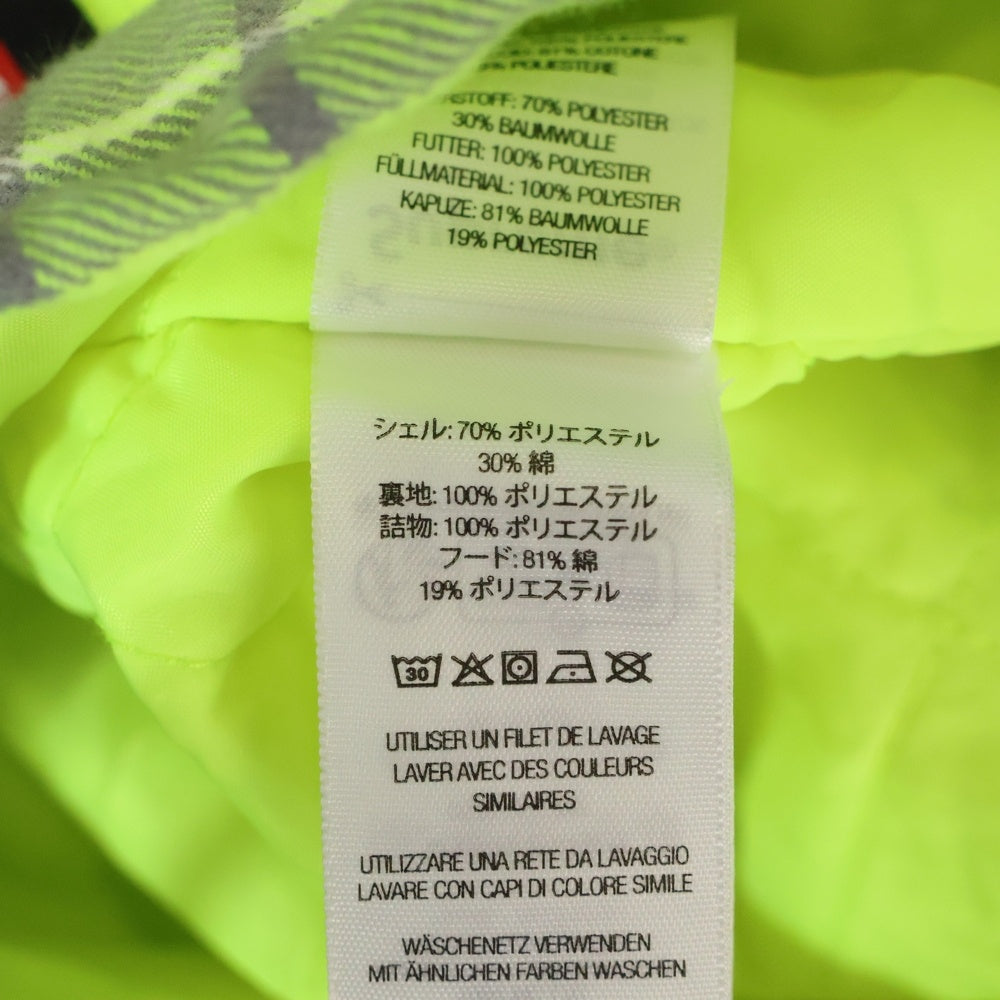 81% COTONE
POLIESTERE
70% POLYESTER
30% BAUMWOLLE
FUTTER: 100% POLYESTER
FÜLLMATERIAL: 100% POLYESTER
KAPUZE: 81% BAUMWOLLE
19% POLYESTER
シェル: 70% ポリエステル
30% 綿
裏地: 100% ポリエステル
詰物: 100% ポリエステル
フード: 81% 綿
19% ポリエステル
30
UTILISER UN FILET DE LAVAGE
LAVER AVEC DES COULEURS
SIMILAIRES
UTILIZZARE UNA RETE DA LAVAGGIO
LAVARE CON CAPI DI COLORE SIMILE
WÄSCHENETZ VERWENDEN
MIT ÄHNLICHEN FARBEN WASCHEN